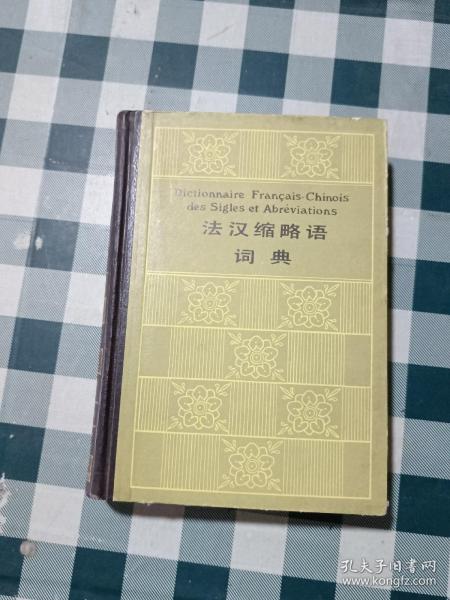 Dictionnaire Français-Chinois
des Sigles et Abréviations
法汉缩略语
词典
孔夫子旧书网
www.kongfz.com